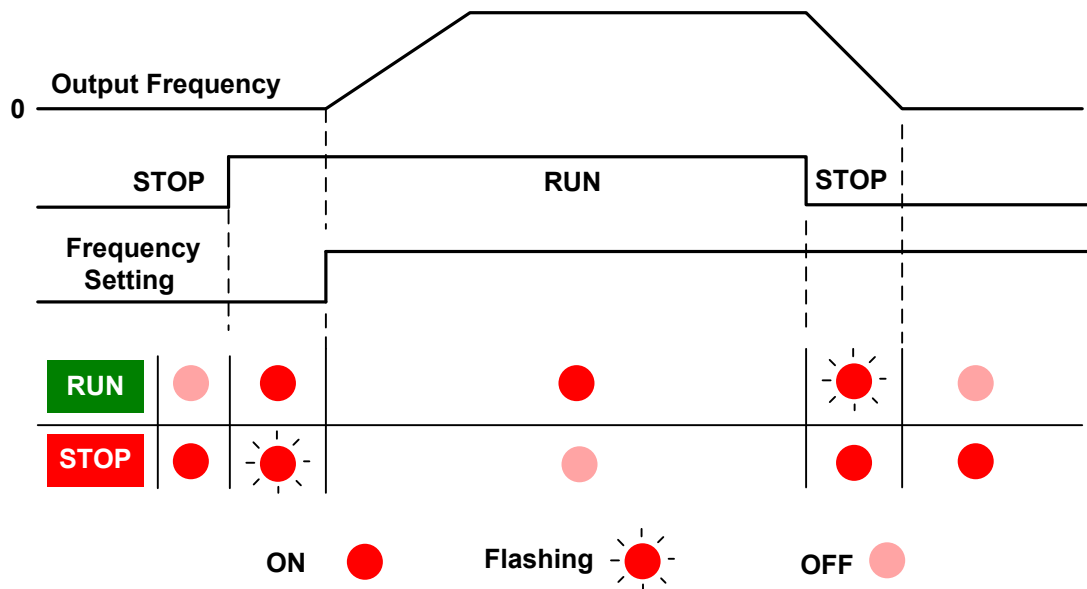 Output Frequency
0
STOP
RUN
STOP
Frequency
Setting
RUN
STOP
ON
Flashing
OFF